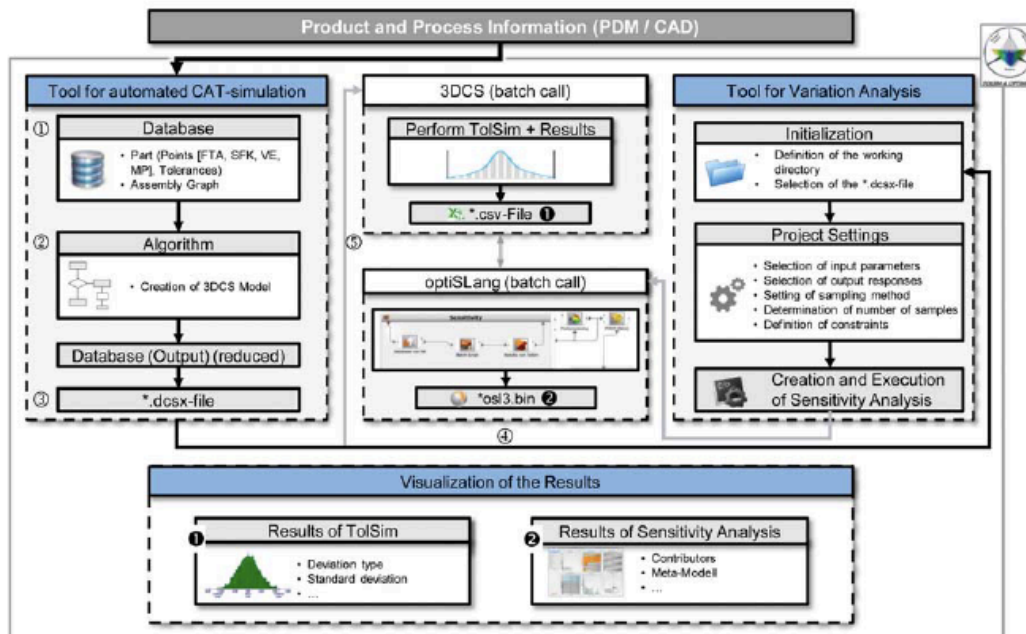 Product and Process Information (PDM / CAD)
Tool for automated CAT-simulation
①
Database
• Part (Points [FTA, SFK, VE,
MP], Tolerances)
• Assembly Graph
②
Algorithm
• Creation of 3DCS Model
Database (Output) (reduced)
③
*.dcsx-file
3DCS (batch call)
Perform TolSim + Results
*.csv-File ❶
⑤
optiSLang (batch call)
Sensitivity
*osl3.bin ❷
④
Tool for Variation Analysis
Initialization
• Definition of the working
directory
• Selection of the *.dcsx-file
Project Settings
• Selection of input parameters
• Selection of output responses
• Setting of sampling method
• Determination of number of samples
• Definition of constraints
Creation and Execution
of Sensitivity Analysis
Visualization of the Results
❶
Results of TolSim
• Deviation type
• Standard deviation
• ...
❷
Results of Sensitivity Analysis
• Contributors
• Meta-Modell
• ...